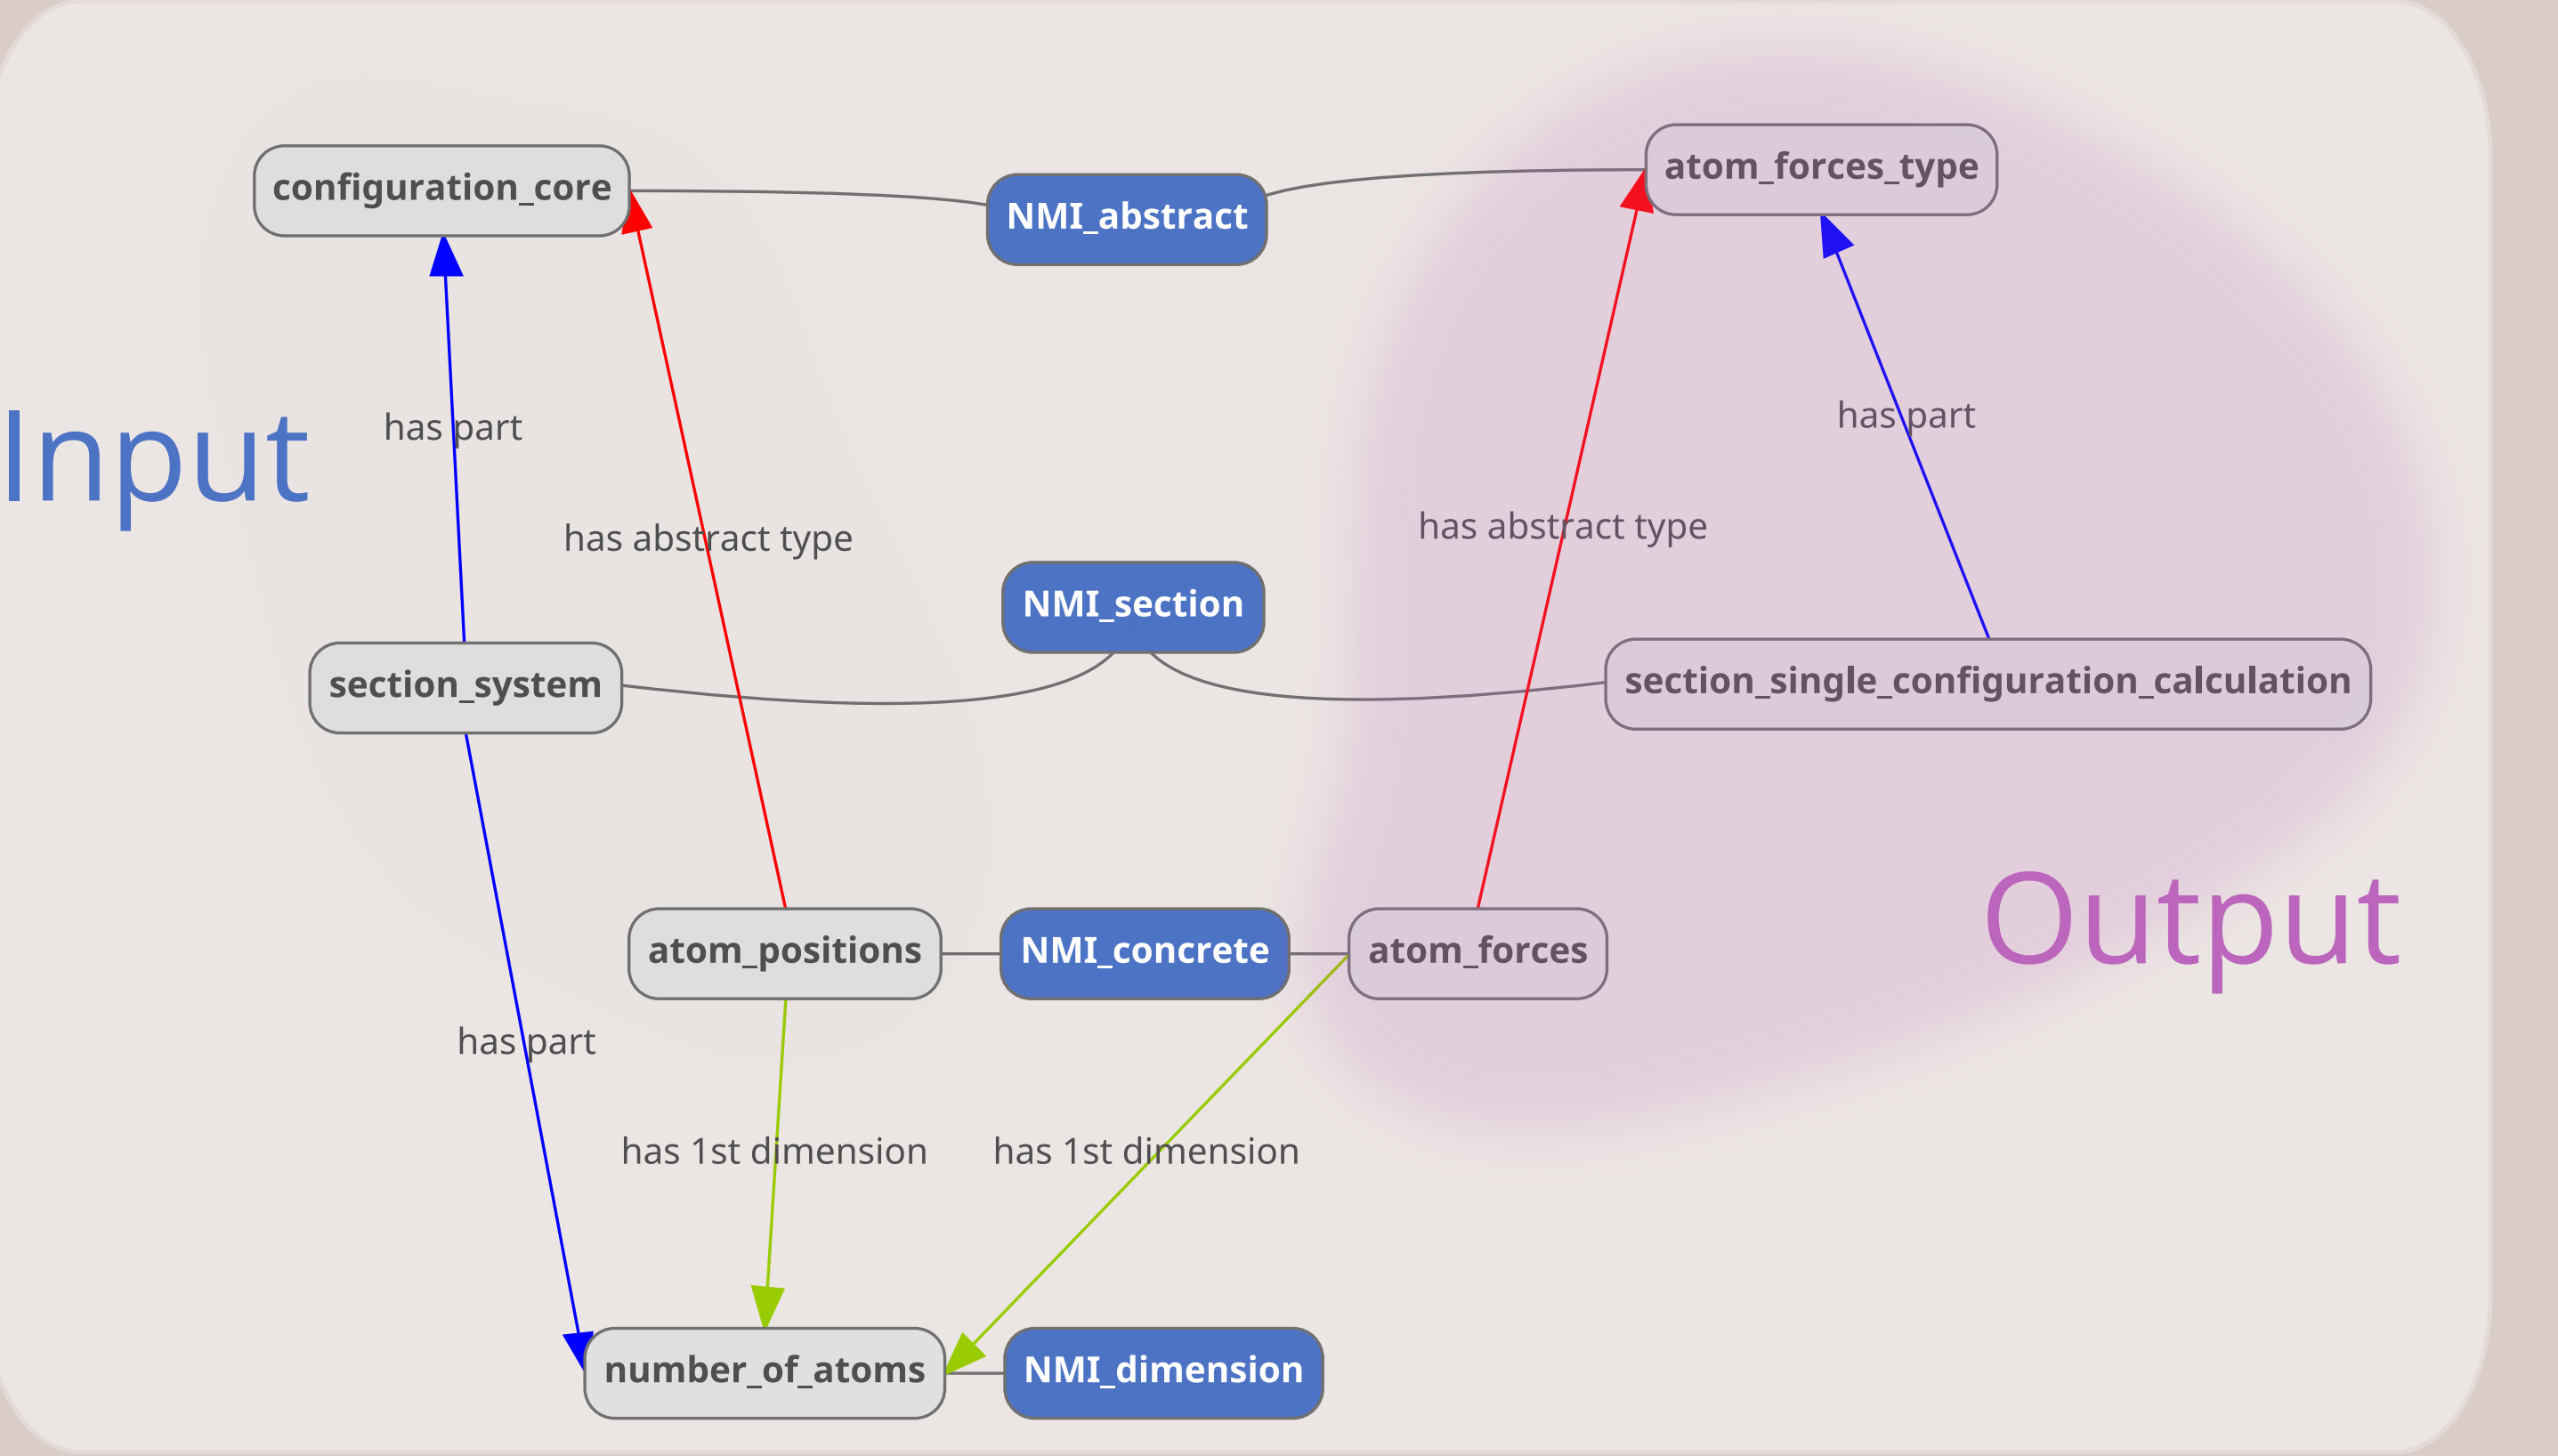 configuration_core
NMI_abstract
atom_forces_type
Input
has part
has abstract type
has abstract type
has part
NMI_section
section_system
section_single_configuration_calculation
Output
atom_positions
NMI_concrete
atom_forces
has part
has 1st dimension
has 1st dimension
number_of_atoms
NMI_dimension